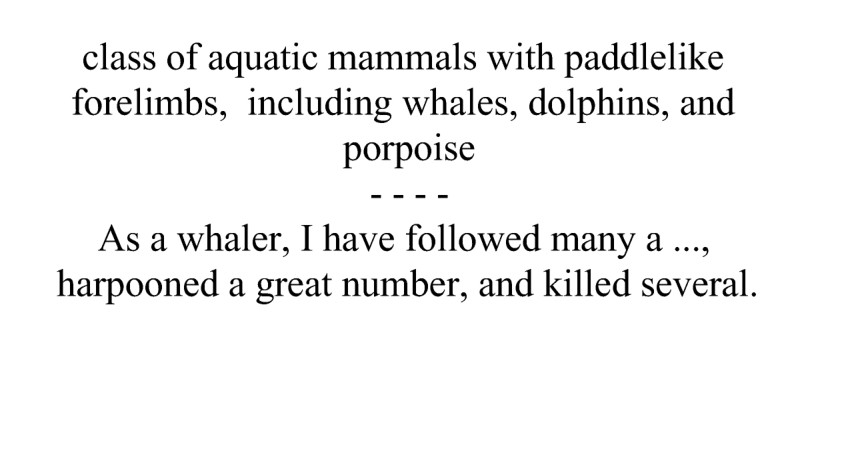 class of aquatic mammals with paddlelike
forelimbs,  including whales, dolphins, and
porpoise
- - - -
As a whaler, I have followed many a ...,
harpooned a great number, and killed several.